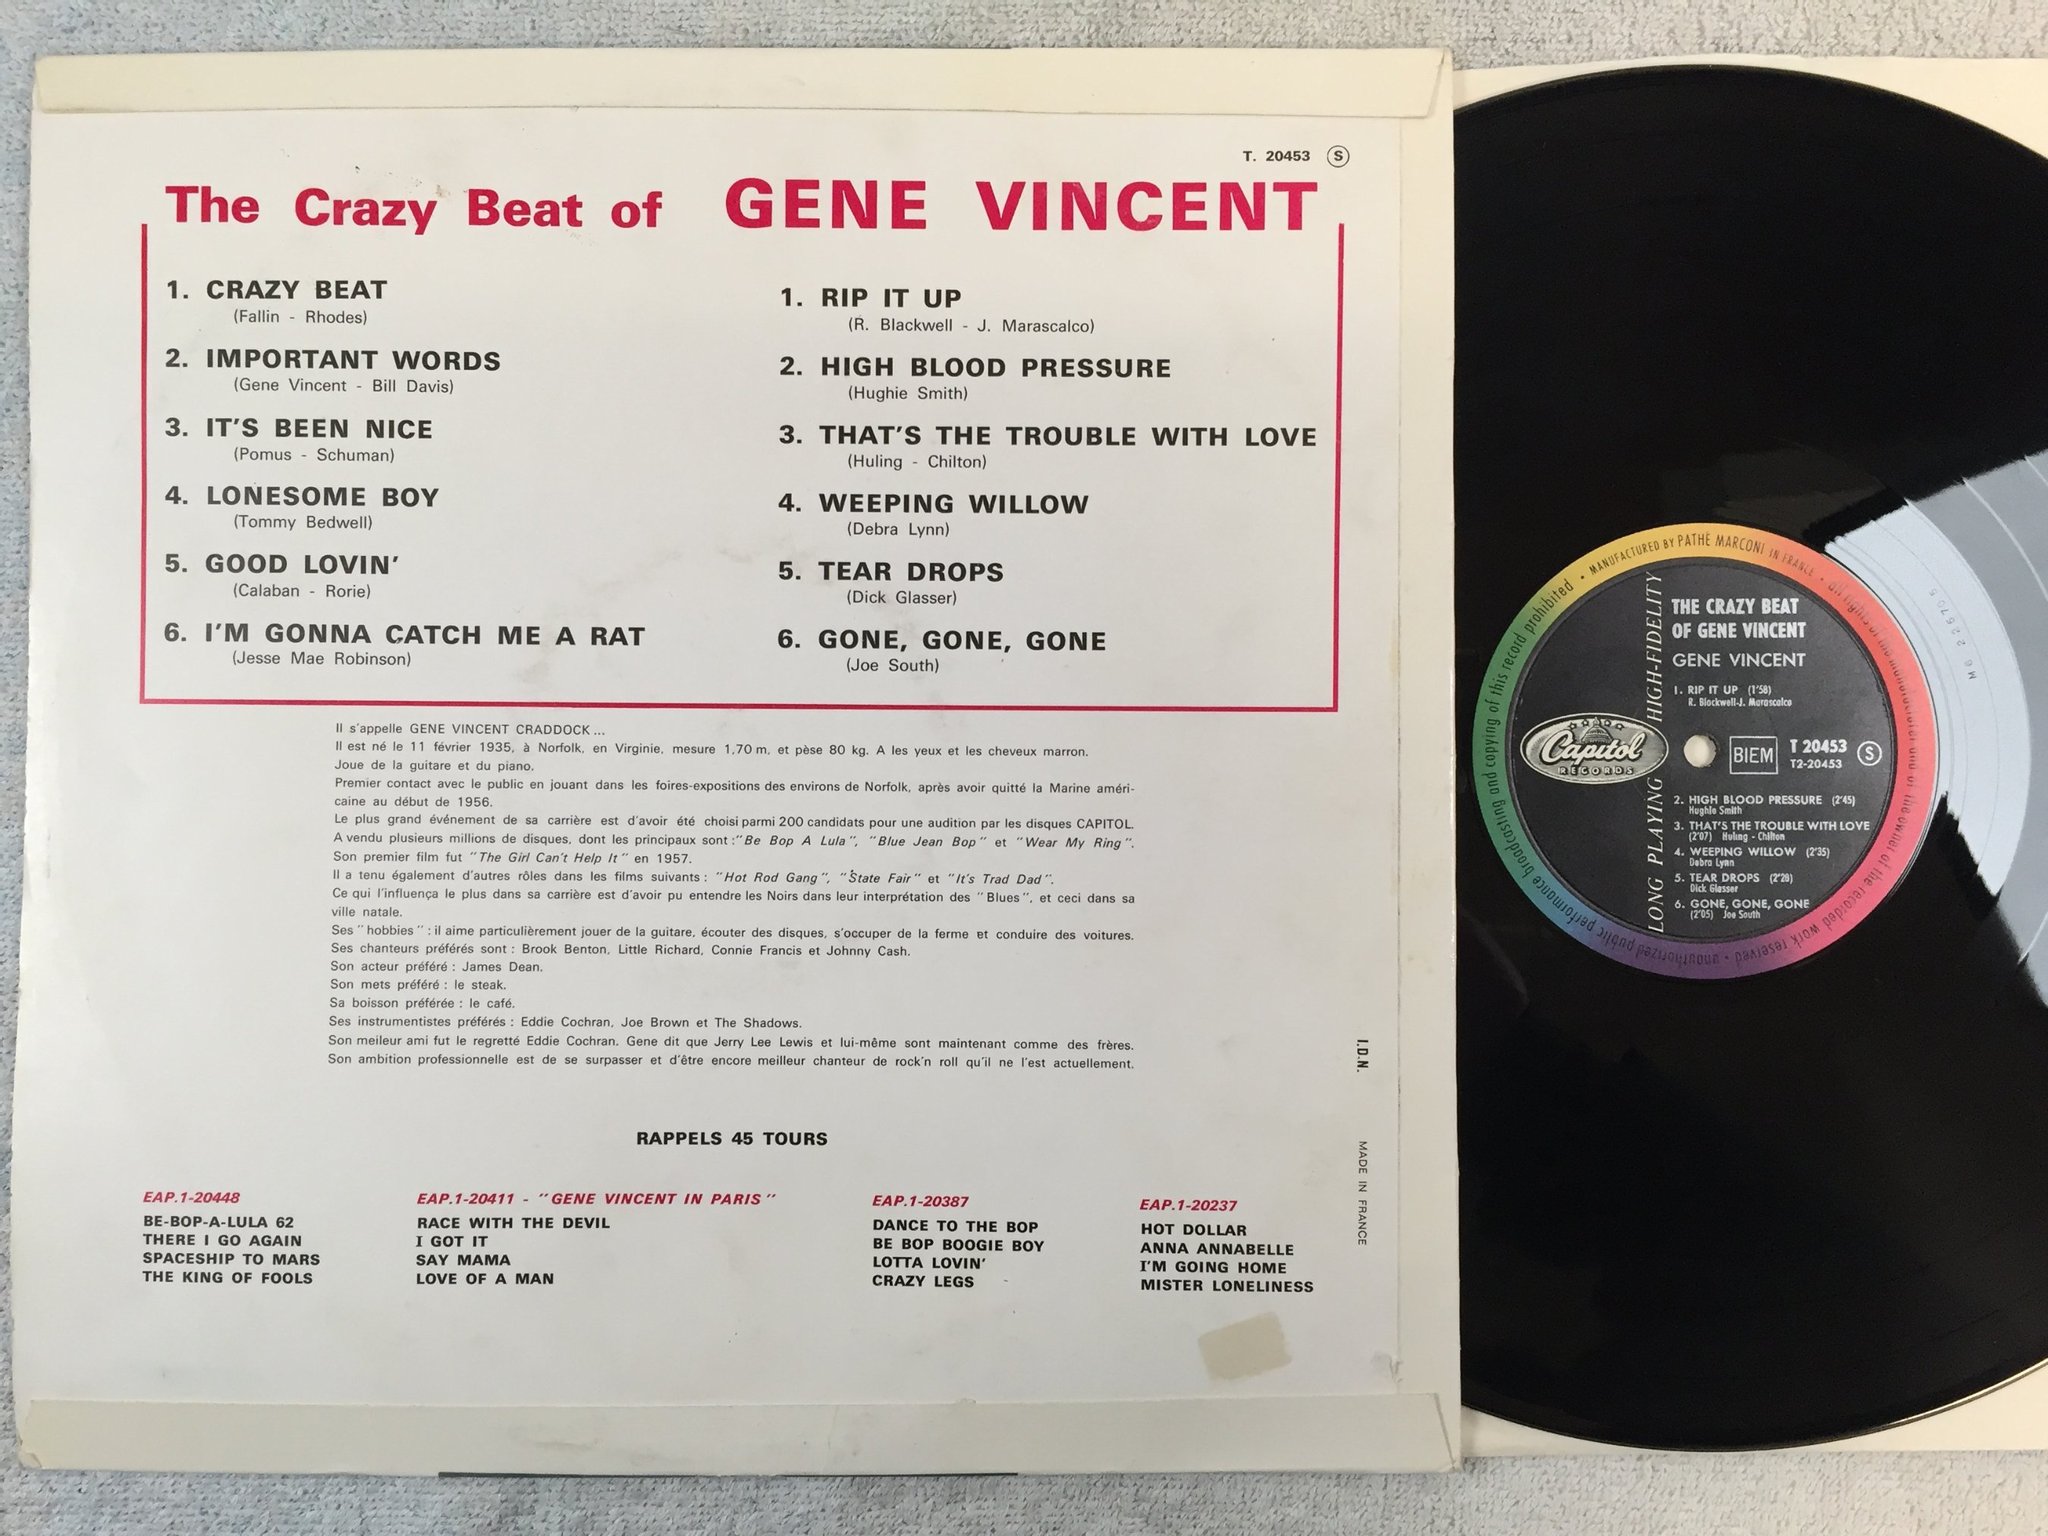 T. 20453 S
The Crazy Beat of GENE VINCENT
1. CRAZY BEAT
(Fallin - Rhodes)
2. IMPORTANT WORDS
(Gene Vincent - Bill Davis)
3. IT'S BEEN NICE
(Pomus - Schuman)
4. LONESOME BOY
(Tommy Bedwell)
5. GOOD LOVIN'
(Calaban - Rorie)
6. I'M GONNA CATCH ME A RAT
(Jesse Mae Robinson)
1. RIP IT UP
(R. Blackwell - J. Marascalco)
2. HIGH BLOOD PRESSURE
(Hughie Smith)
3. THAT'S THE TROUBLE WITH LOVE
(Huling - Chilton)
4. WEEPING WILLOW
(Debra Lynn)
5. TEAR DROPS
(Dick Glasser)
6. GONE, GONE, GONE
(Joe South)
Il s'appelle GENE VINCENT CRADDOCK...
Il est né le 11 février 1935, à Norfolk, en Virginie, mesure 1,70 m, et pèse 80 kg. A les yeux et les cheveux marron.
Joue de la guitare et du piano.
Premier contact avec le public en jouant dans les foires-expositions des environs de Norfolk, après avoir quitté la Marine améri-
caine au début de 1956.
Le plus grand événement de sa carrière est d'avoir été choisi parmi 200 candidats pour une audition par les disques CAPITOL.
A vendu plusieurs millions de disques, dont les principaux sont :"Be Bop A Lula", "Blue Jean Bop" et "Wear My Ring".
Son premier film fut "The Girl Can't Help It" en 1957.
Il a tenu également d'autres rôles dans les films suivants : "Hot Rod Gang", "State Fair" et "It's Trad Dad".
Ce qui l'influença le plus dans sa carrière est d'avoir pu entendre les Noirs dans leur interprétation des "Blues", et ceci dans sa
ville natale.
Ses "hobbies" : il aime particulièrement jouer de la guitare, écouter des disques, s'occuper de la ferme et conduire des voitures.
Ses chanteurs préférés sont : Brook Benton, Little Richard, Connie Francis et Johnny Cash.
Son acteur préféré : James Dean.
Son mets préféré : le steak.
Sa boisson préférée : le café.
Ses instrumentistes préférés : Eddie Cochran, Joe Brown et The Shadows.
Son meileur ami fut le regretté Eddie Cochran. Gene dit que Jerry Lee Lewis et lui-même sont maintenant comme des frères.
Son ambition professionnelle est de se surpasser et d'être encore meilleur chanteur de rock'n roll qu'il ne l'est actuellement.
RAPPELS 45 TOURS
EAP.1-20448
BE-BOP-A-LULA 62
THERE I GO AGAIN
SPACESHIP TO MARS
THE KING OF FOOLS
EAP.1-20411 - "GENE VINCENT IN PARIS"
RACE WITH THE DEVIL
I GOT IT
SAY MAMA
LOVE OF A MAN
EAP.1-20387
DANCE TO THE BOP
BE BOP BOOGIE BOY
LOTTA LOVIN'
CRAZY LEGS
EAP.1-20237
HOT DOLLAR
ANNA ANNABELLE
I'M GOING HOME
MISTER LONELINESS
I.D.N.
MADE IN FRANCE
• MANUFACTURED BY PATHE MARCONI IN FRANCE •
of the recorded work reserved • unauthorized public performance broadcasting and copying of this record prohibited
LONG PLAYING HIGH-FIDELITY
THE CRAZY BEAT
OF GENE VINCENT
GENE VINCENT
1. RIP IT UP (1'58)
R. Blackwell-J. Marascalco
Capitol
RECORDS
BIEM
T 20453
T2-20453
S
2. HIGH BLOOD PRESSURE (2'45)
Hughie Smith
3. THAT'S THE TROUBLE WITH LOVE
(2'07) Huling - Chilton
4. WEEPING WILLOW (2'35)
Debra Lynn
5. TEAR DROPS (2'20)
Dick Glasser
6. GONE, GONE, GONE
(2'05) Joe South